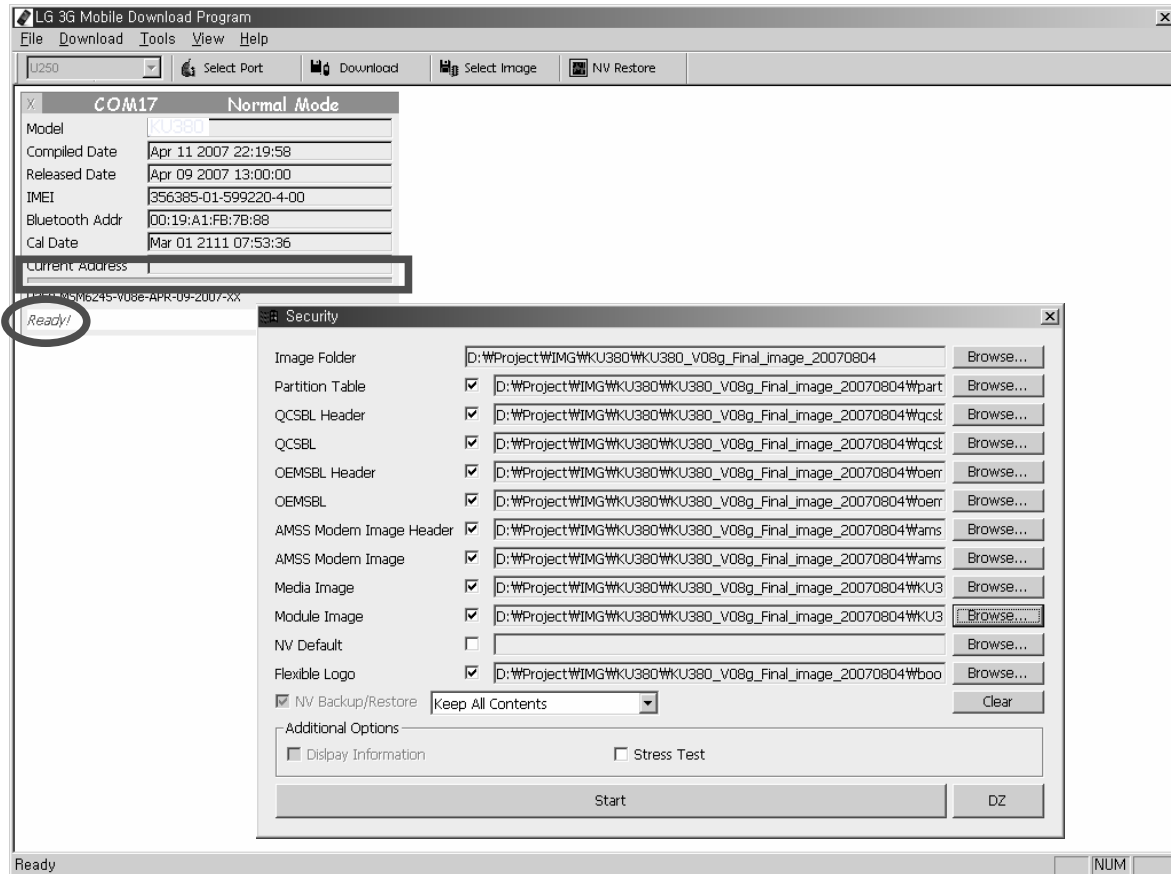 LG 3G Mobile Download Program
File Download Tools View Help
U250 Select Port Download Select Image NV Restore
X COM17 Normal Mode
Model KU380
Compiled Date Apr 11 2007 22:19:58
Released Date Apr 09 2007 13:00:00
IMEI 356385-01-599220-4-00
Bluetooth Addr 00:19:A1:FB:7B:88
Cal Date Mar 01 2111 07:53:36
Current Address
MSM6245-V08e-APR-09-2007-XX
Ready!
Security
Image Folder D:₩Project₩IMG₩KU380₩KU380_V08g_Final_image_20070804 Browse...
Partition Table D:₩Project₩IMG₩KU380₩KU380_V08g_Final_image_20070804₩part Browse...
QCSBL Header D:₩Project₩IMG₩KU380₩KU380_V08g_Final_image_20070804₩qcsb Browse...
QCSBL D:₩Project₩IMG₩KU380₩KU380_V08g_Final_image_20070804₩qcsb Browse...
OEMSBL Header D:₩Project₩IMG₩KU380₩KU380_V08g_Final_image_20070804₩oem Browse...
OEMSBL D:₩Project₩IMG₩KU380₩KU380_V08g_Final_image_20070804₩oem Browse...
AMSS Modem Image Header D:₩Project₩IMG₩KU380₩KU380_V08g_Final_image_20070804₩ams Browse...
AMSS Modem Image D:₩Project₩IMG₩KU380₩KU380_V08g_Final_image_20070804₩ams Browse...
Media Image D:₩Project₩IMG₩KU380₩KU380_V08g_Final_image_20070804₩KU3 Browse...
Module Image D:₩Project₩IMG₩KU380₩KU380_V08g_Final_image_20070804₩KU3 Browse...
NV Default Browse...
Flexible Logo D:₩Project₩IMG₩KU380₩KU380_V08g_Final_image_20070804₩boo Browse...
NV Backup/Restore Keep All Contents Clear
Additional Options
Dislpay Information Stress Test
Start DZ
Ready NUM